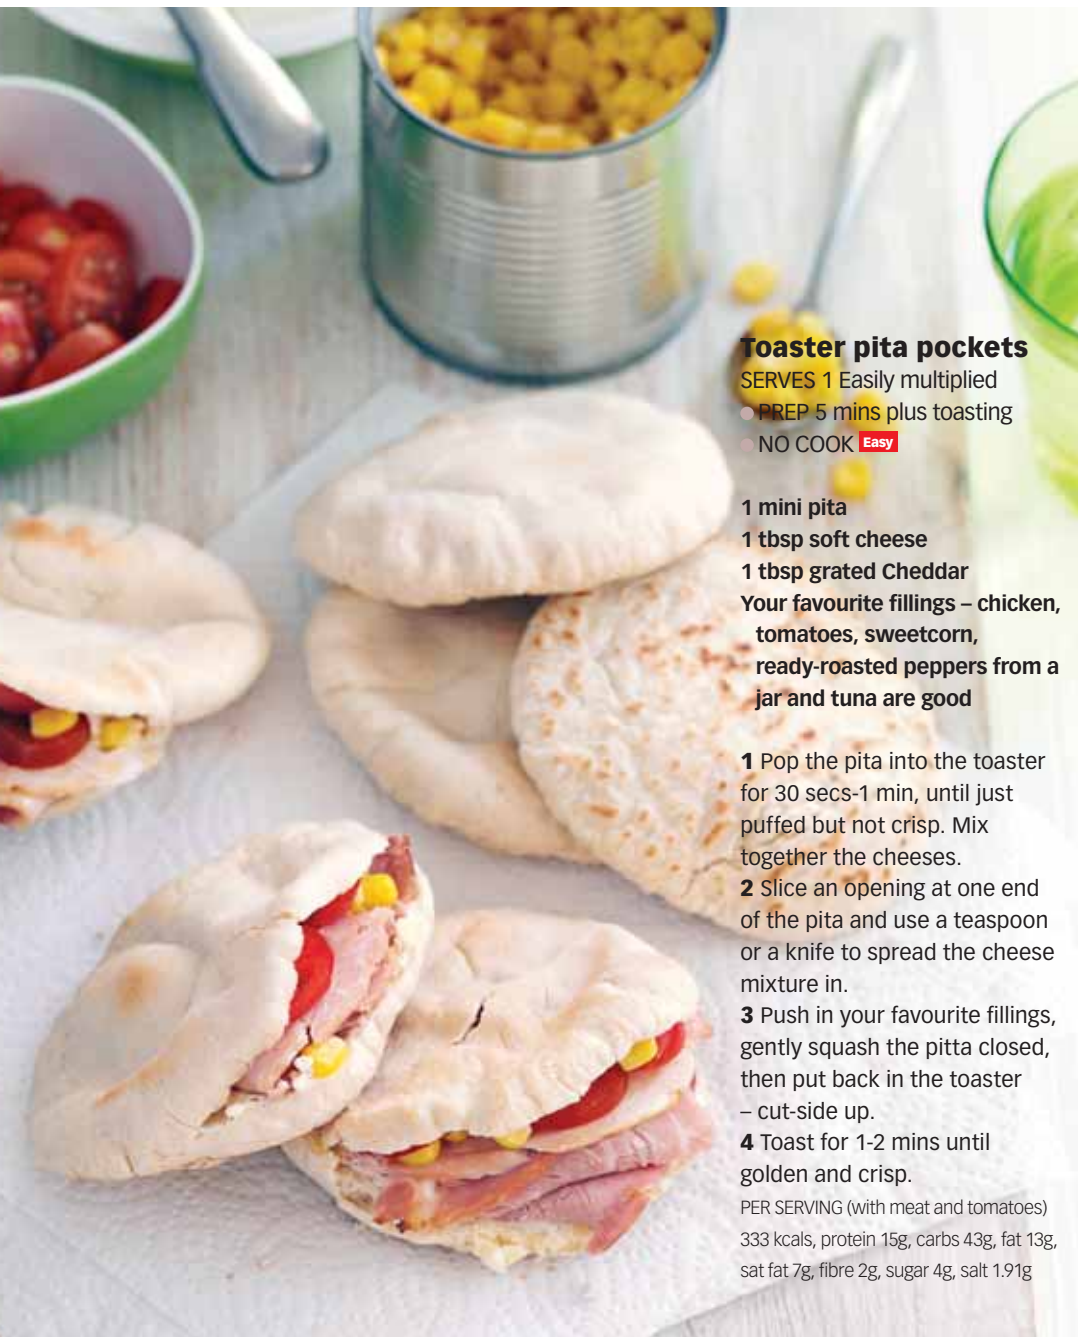 Toaster pita pockets
SERVES 1 Easily multiplied
● PREP 5 mins plus toasting
● NO COOK Easy
1 mini pita
1 tbsp soft cheese
1 tbsp grated Cheddar
Your favourite fillings – chicken,
tomatoes, sweetcorn,
ready-roasted peppers from a
jar and tuna are good
1 Pop the pita into the toaster
for 30 secs-1 min, until just
puffed but not crisp. Mix
together the cheeses.
2 Slice an opening at one end
of the pita and use a teaspoon
or a knife to spread the cheese
mixture in.
3 Push in your favourite fillings,
gently squash the pitta closed,
then put back in the toaster
– cut-side up.
4 Toast for 1-2 mins until
golden and crisp.
PER SERVING (with meat and tomatoes)
333 kcals, protein 15g, carbs 43g, fat 13g,
sat fat 7g, fibre 2g, sugar 4g, salt 1.91g